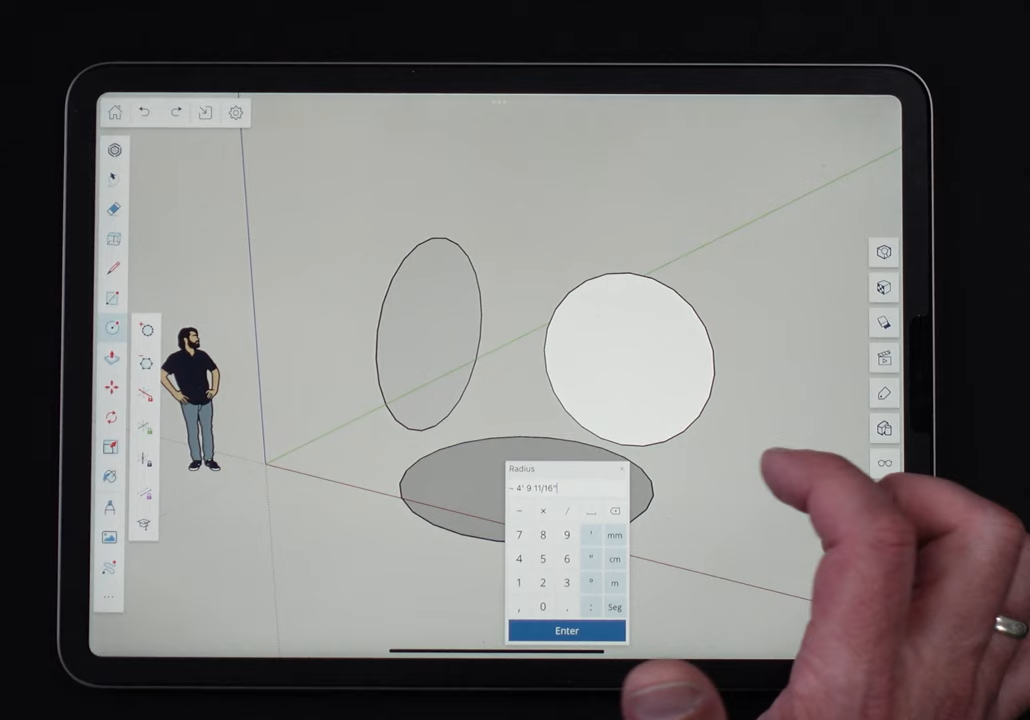 Radius ×
~ 4' 9 11/16"
− × /
7 8 9 ' mm
4 5 6 " cm
1 2 3 ° m
, 0 . : Seg
Enter